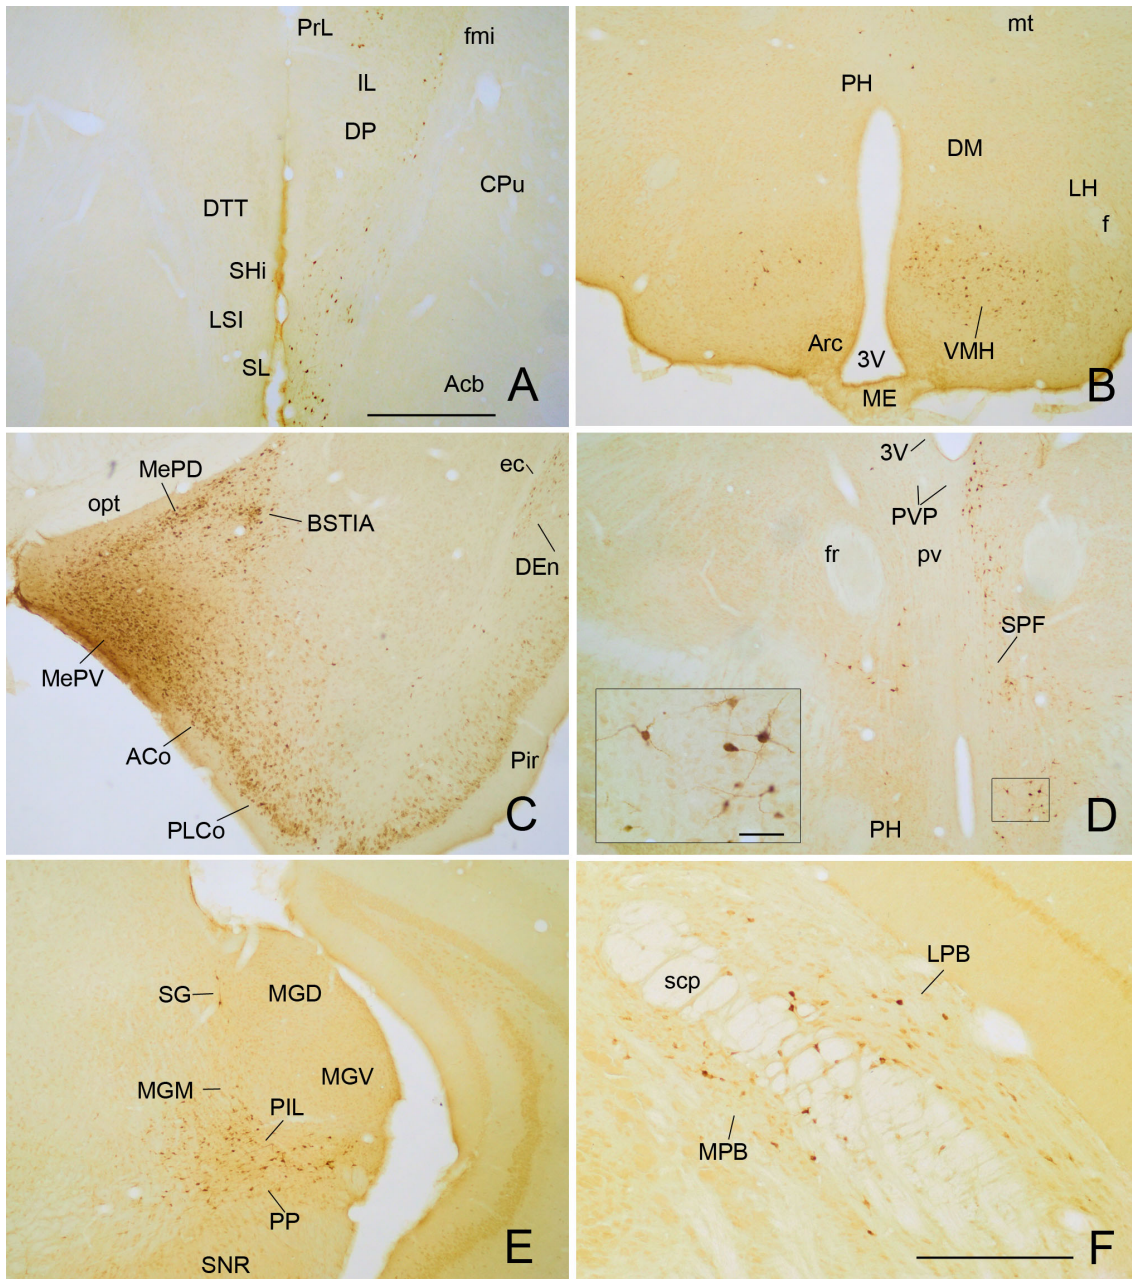 PrL
fmi
IL
DP
CPu
DTT
SHi
LSI
SL
Acb
A
mt
PH
DM
LH
f
Arc
3V
VMH
ME
B
MePD
ec
opt
BSTIA
DEn
MePV
ACo
Pir
PLCo
C
3V
PVP
fr
pv
SPF
PH
D
SG
MGD
MGM
MGV
PIL
PP
SNR
E
LPB
scp
MPB
F